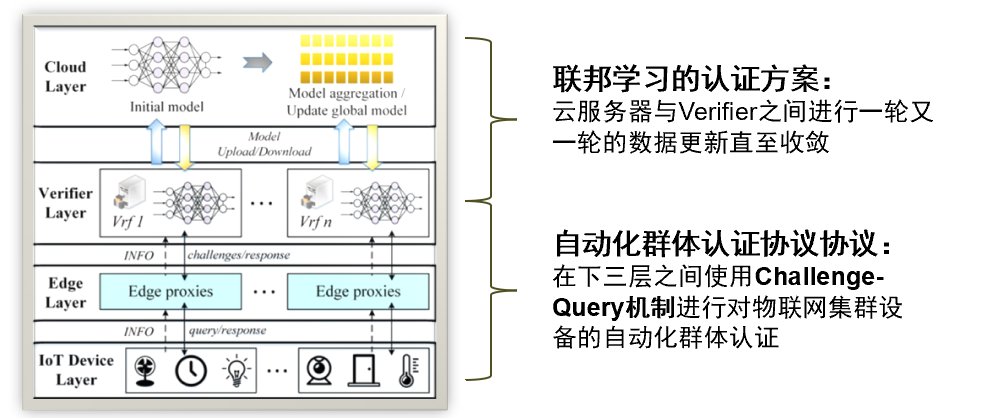 Cloud
Layer
Initial model
Model aggregation /
Update global model
Model
Upload/Download
Verifier
Layer
Vrf 1
...
Vrf n
INFO
challenges/response
Edge
Layer
Edge proxies
...
Edge proxies
INFO
query/response
IoT Device
Layer
...
联邦学习的认证方案：
云服务器与Verifier之间进行一轮又
一轮的数据更新直至收敛
自动化群体认证协议协议：
在下三层之间使用Challenge-
Query机制进行对物联网集群设
备的自动化群体认证